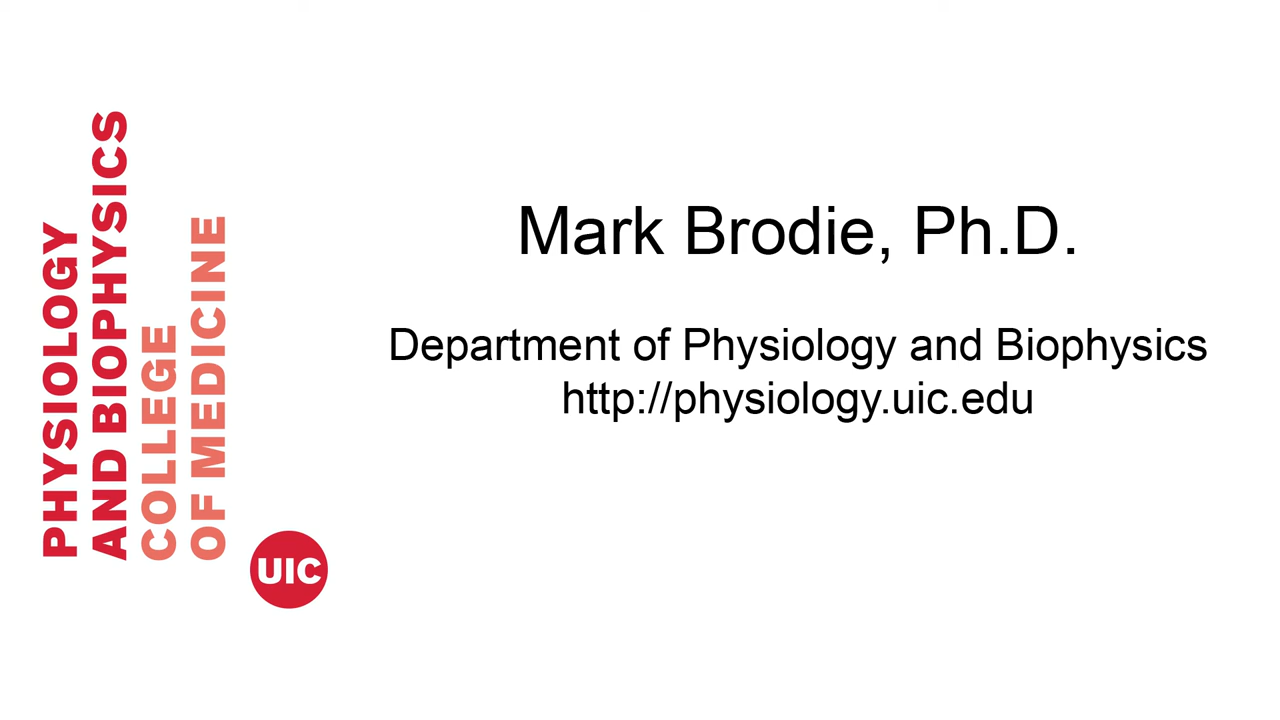 PHYSIOLOGY
AND BIOPHYSICS
COLLEGE
OF MEDICINE
UIC
Mark Brodie, Ph.D.
Department of Physiology and Biophysics
http://physiology.uic.edu